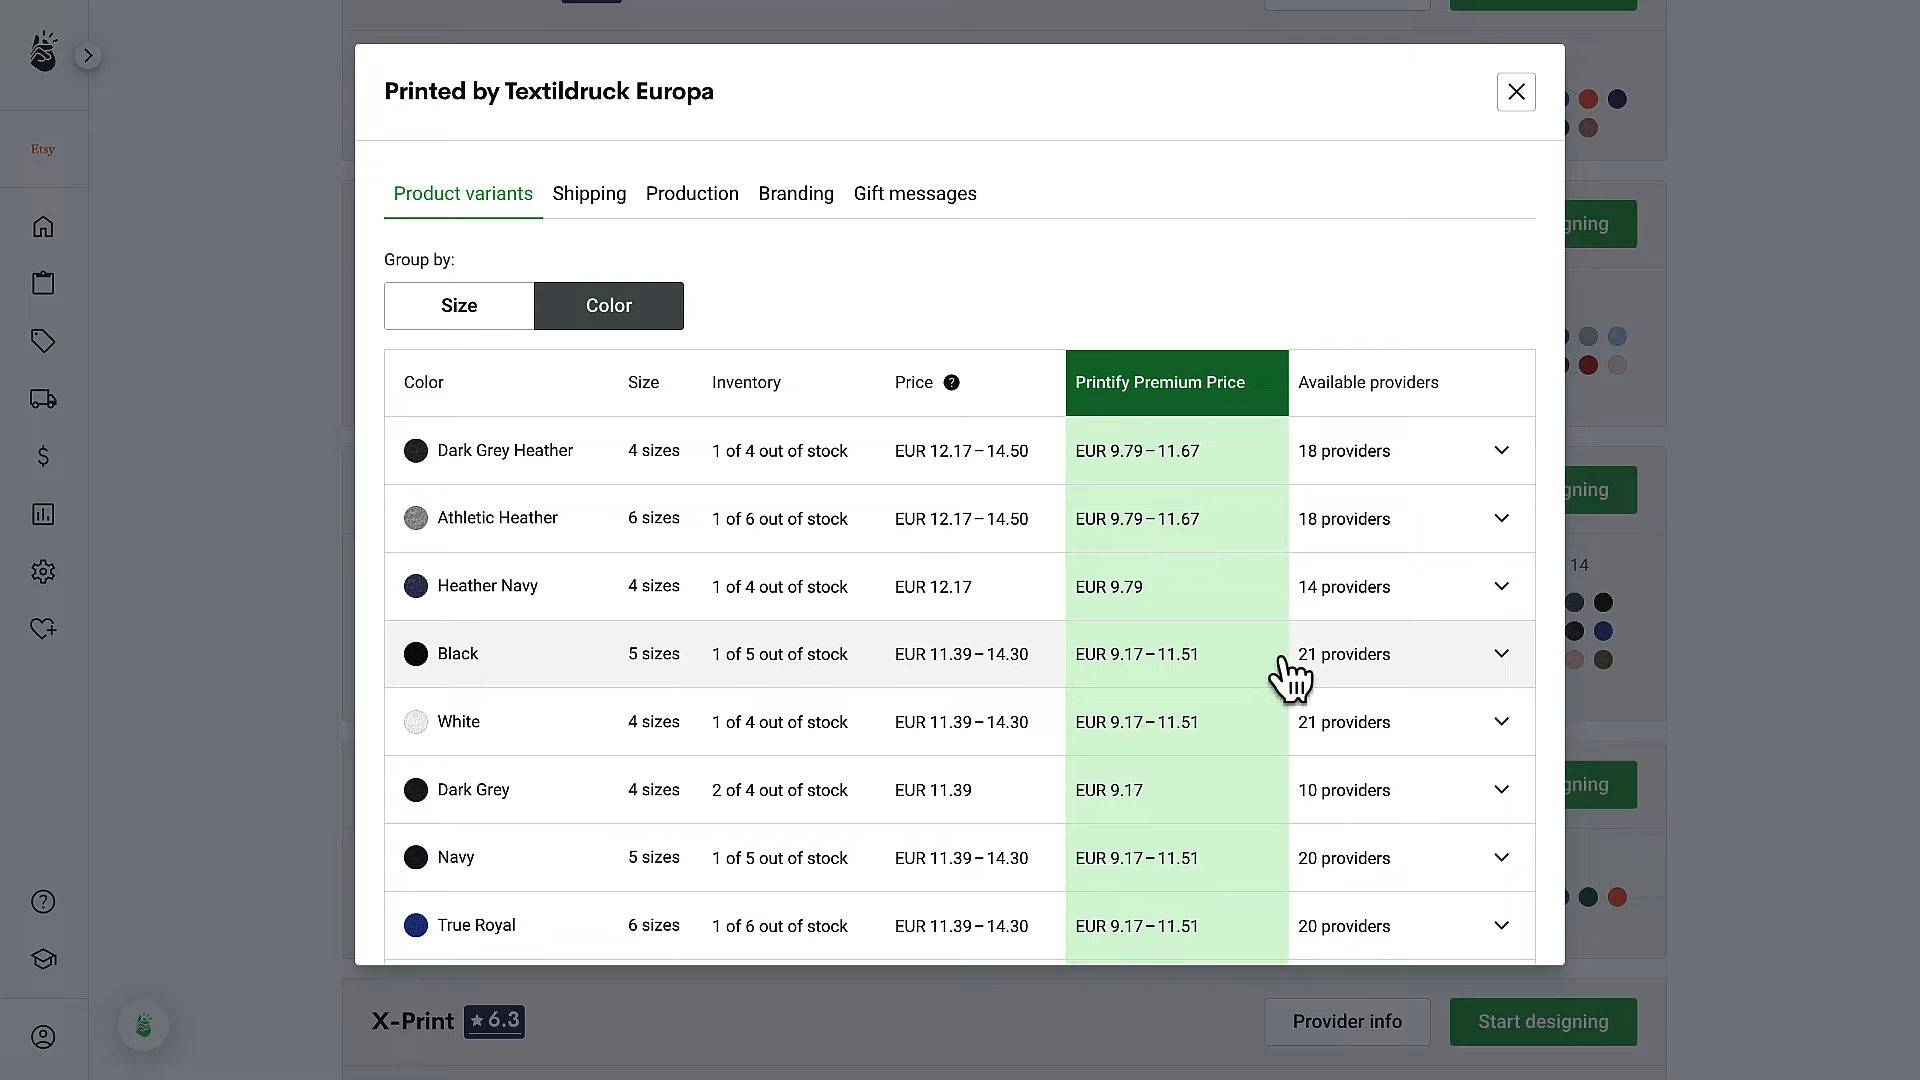 Etsy
Printed by Textildruck Europa
Product variants Shipping Production Branding Gift messages
Group by:
Size Color
Color Size Inventory Price ? Printify Premium Price Available providers
Dark Grey Heather 4 sizes 1 of 4 out of stock EUR 12.17–14.50 EUR 9.79–11.67 18 providers
Athletic Heather 6 sizes 1 of 6 out of stock EUR 12.17–14.50 EUR 9.79–11.67 18 providers
Heather Navy 4 sizes 1 of 4 out of stock EUR 12.17 EUR 9.79 14 providers
Black 5 sizes 1 of 5 out of stock EUR 11.39–14.30 EUR 9.17–11.51 21 providers
White 4 sizes 1 of 4 out of stock EUR 11.39–14.30 EUR 9.17–11.51 21 providers
Dark Grey 4 sizes 2 of 4 out of stock EUR 11.39 EUR 9.17 10 providers
Navy 5 sizes 1 of 5 out of stock EUR 11.39–14.30 EUR 9.17–11.51 20 providers
True Royal 6 sizes 1 of 6 out of stock EUR 11.39–14.30 EUR 9.17–11.51 20 providers
gning
gning
14
gning
X-Print ★6.3 Provider info Start designing